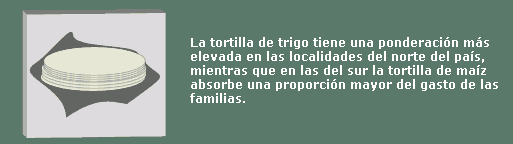 La tortilla de trigo tiene una ponderación más
elevada en las localidades del norte del país,
mientras que en las del sur la tortilla de maíz
absorbe una proporción mayor del gasto de las
familias.